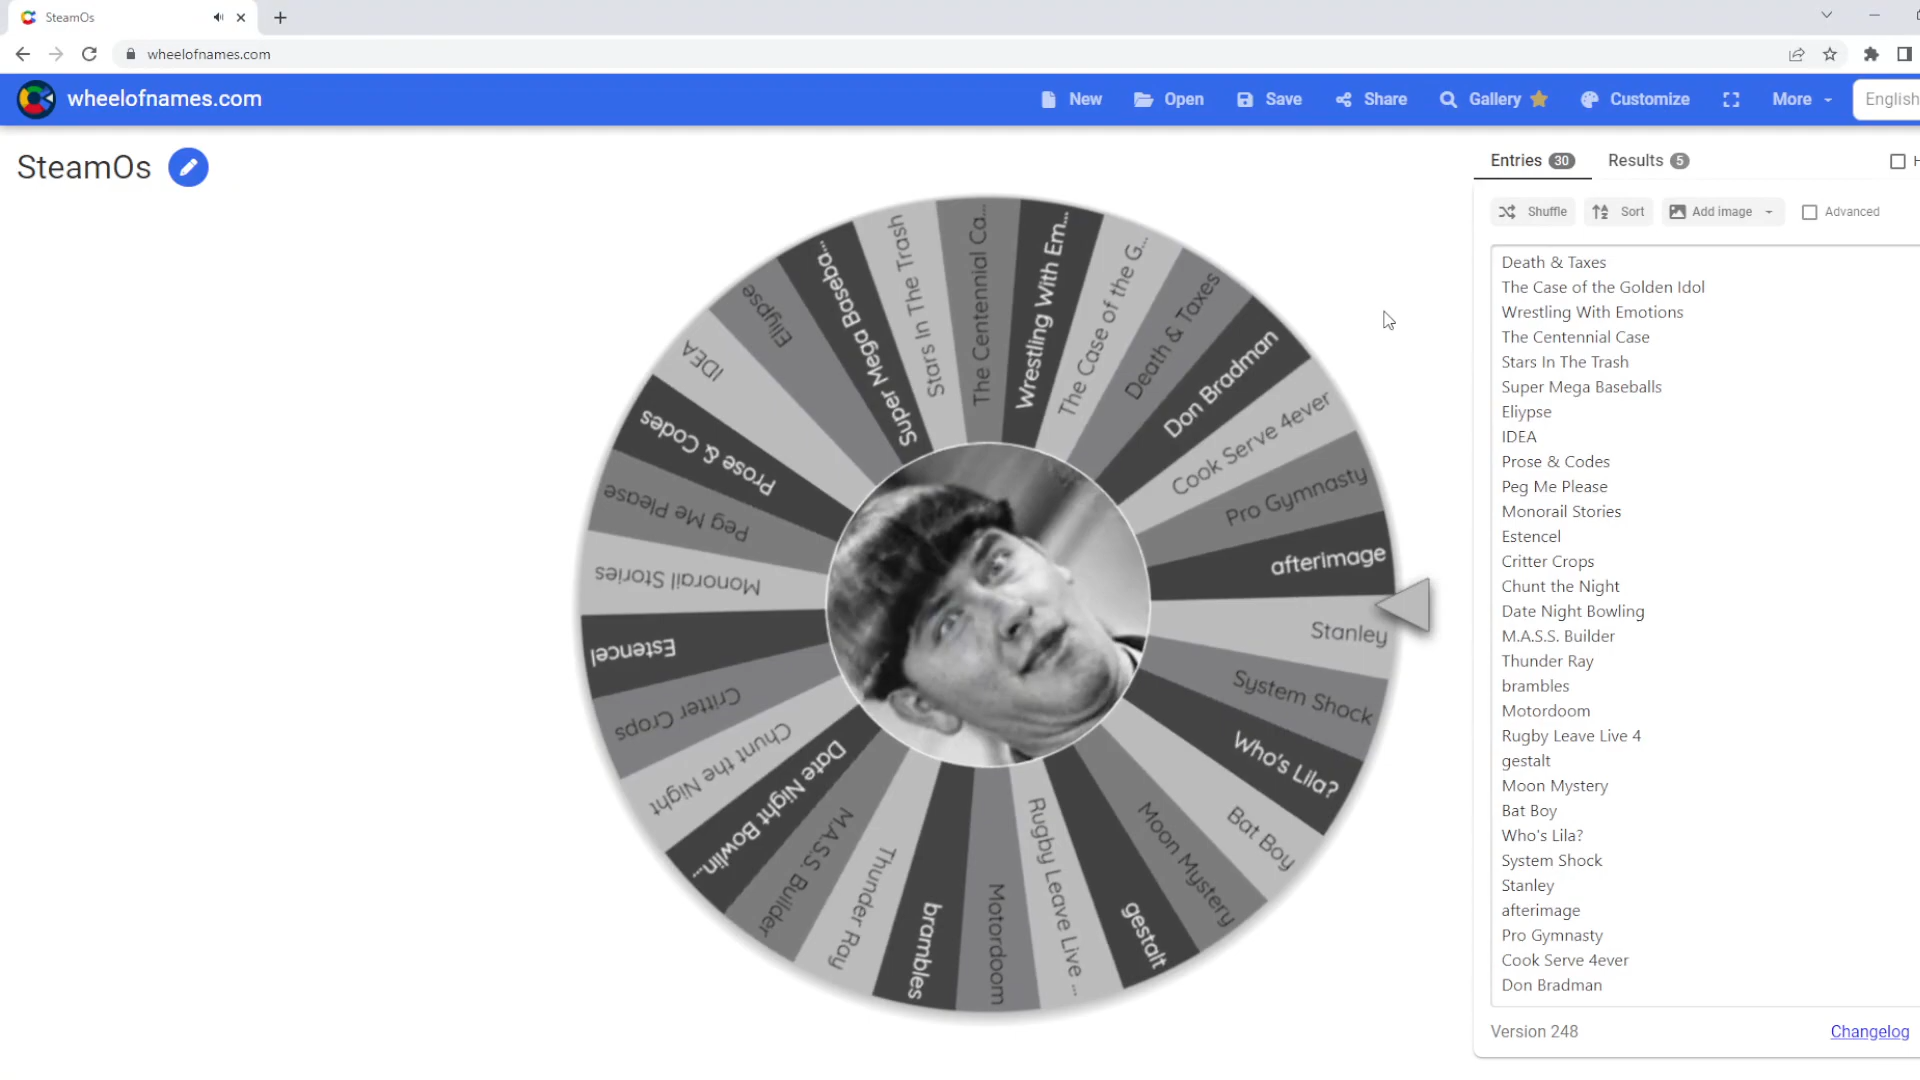 SteamOs
wheelofnames.com
wheelofnames.com
New
Open
Save
Share
Gallery
Customize
More
English
SteamOs
Entries 30
Results 5
Shuffle
Sort
Add image
Advanced
Death & Taxes
The Case of the Golden Idol
Wrestling With Emotions
The Centennial Case
Stars In The Trash
Super Mega Baseballs
Eliypse
IDEA
Prose & Codes
Peg Me Please
Monorail Stories
Estencel
Critter Crops
Chunt the Night
Date Night Bowling
M.A.S.S. Builder
Thunder Ray
brambles
Motordoom
Rugby Leave Live 4
gestalt
Moon Mystery
Bat Boy
Who's Lila?
System Shock
Stanley
afterimage
Pro Gymnasty
Cook Serve 4ever
Don Bradman
Version 248
Changelog
Super Mega Baseba...
Stars In The Trash
The Centennial Ca...
Wrestling With Em...
The Case of the G...
Death & Taxes
Don Bradman
Cook Serve 4ever
Pro Gymnasty
afterimage
Stanley
System Shock
Who's Lila?
Bat Boy
Moon Mystery
gestalt
Rugby Leave Live ...
Motordoom
brambles
Thunder Ray
M.A.S.S. Builder
Date Night Bowlin...
Chunt the Night
Critter Crops
Estencel
Monorail Stories
Peg Me Please
Prose & Codes
IDEA
Eliypse